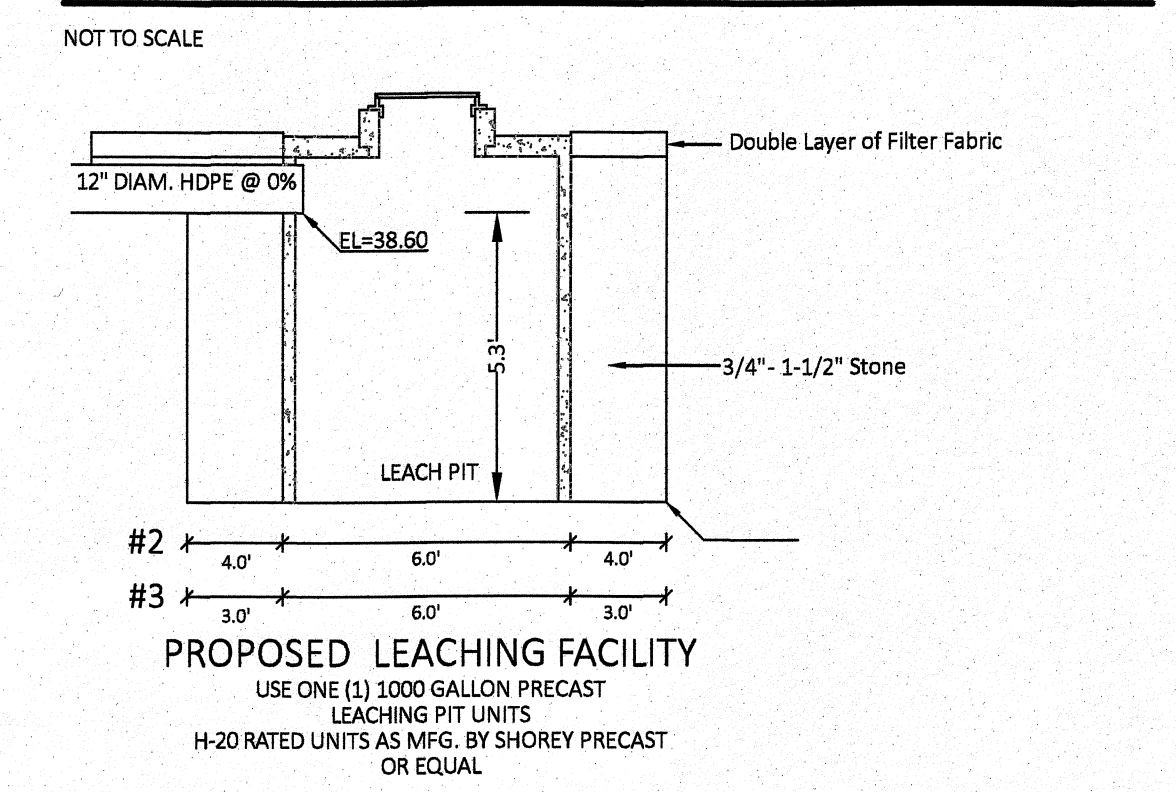 NOT TO SCALE
Double Layer of Filter Fabric
12" DIAM. HDPE @ 0%
EL=38.60
5.3'
3/4"- 1-1/2" Stone
LEACH PIT
#2
4.0'
6.0'
4.0'
#3
3.0'
6.0'
3.0'
PROPOSED LEACHING FACILITY
USE ONE (1) 1000 GALLON PRECAST
LEACHING PIT UNITS
H-20 RATED UNITS AS MFG. BY SHOREY PRECAST
OR EQUAL